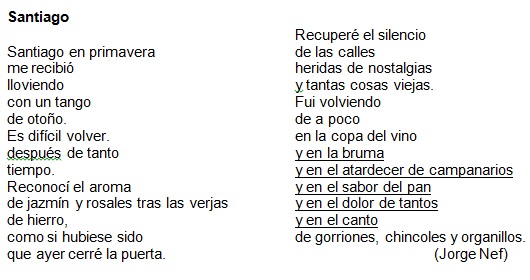 Santiago
Santiago en primavera
me recibió
lloviendo
con un tango
de otoño.
Es difícil volver.
después de tanto
tiempo.
Reconocí el aroma
de jazmín y rosales tras las verjas
de hierro,
como si hubiese sido
que ayer cerré la puerta.
Recuperé el silencio
de las calles
heridas de nostalgias
y tantas cosas viejas.
Fui volviendo
de a poco
en la copa del vino
y en la bruma
y en el atardecer de campanarios
y en el sabor del pan
y en el dolor de tantos
y en el canto
de gorriones, chincoles y organillos.
(Jorge Nef)